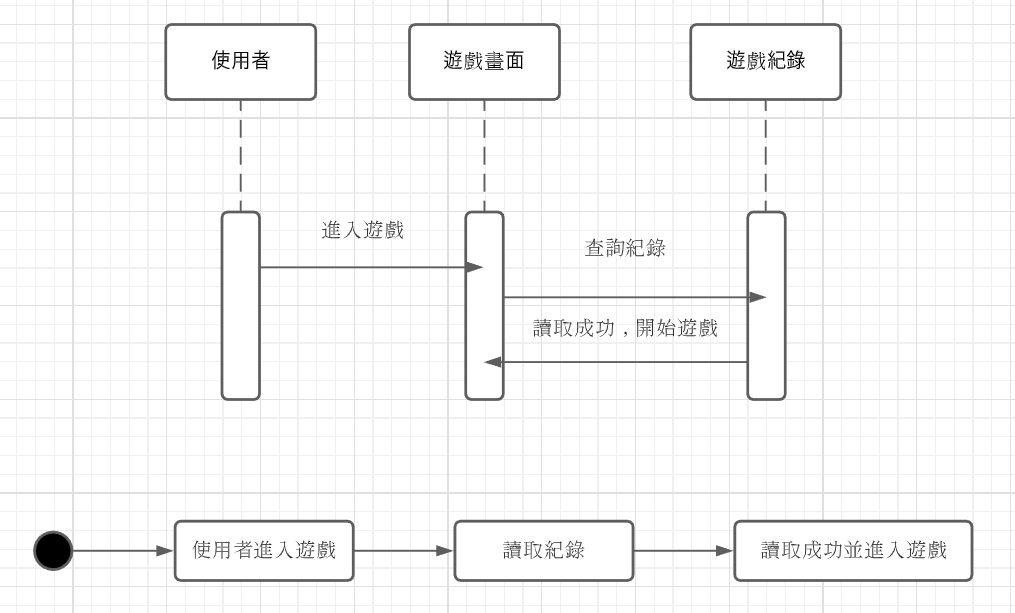 使用者
遊戲畫面
遊戲紀錄
進入遊戲
查詢紀錄
讀取成功，開始遊戲
使用者進入遊戲
讀取紀錄
讀取成功並進入遊戲